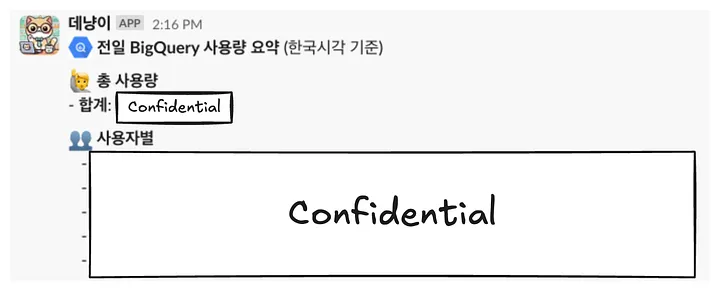 데냥이 APP 2:16 PM
전일 BigQuery 사용량 요약 (한국시각 기준)
총 사용량
- 합계: Confidential
사용자별
-
-
-
Confidential
-
-